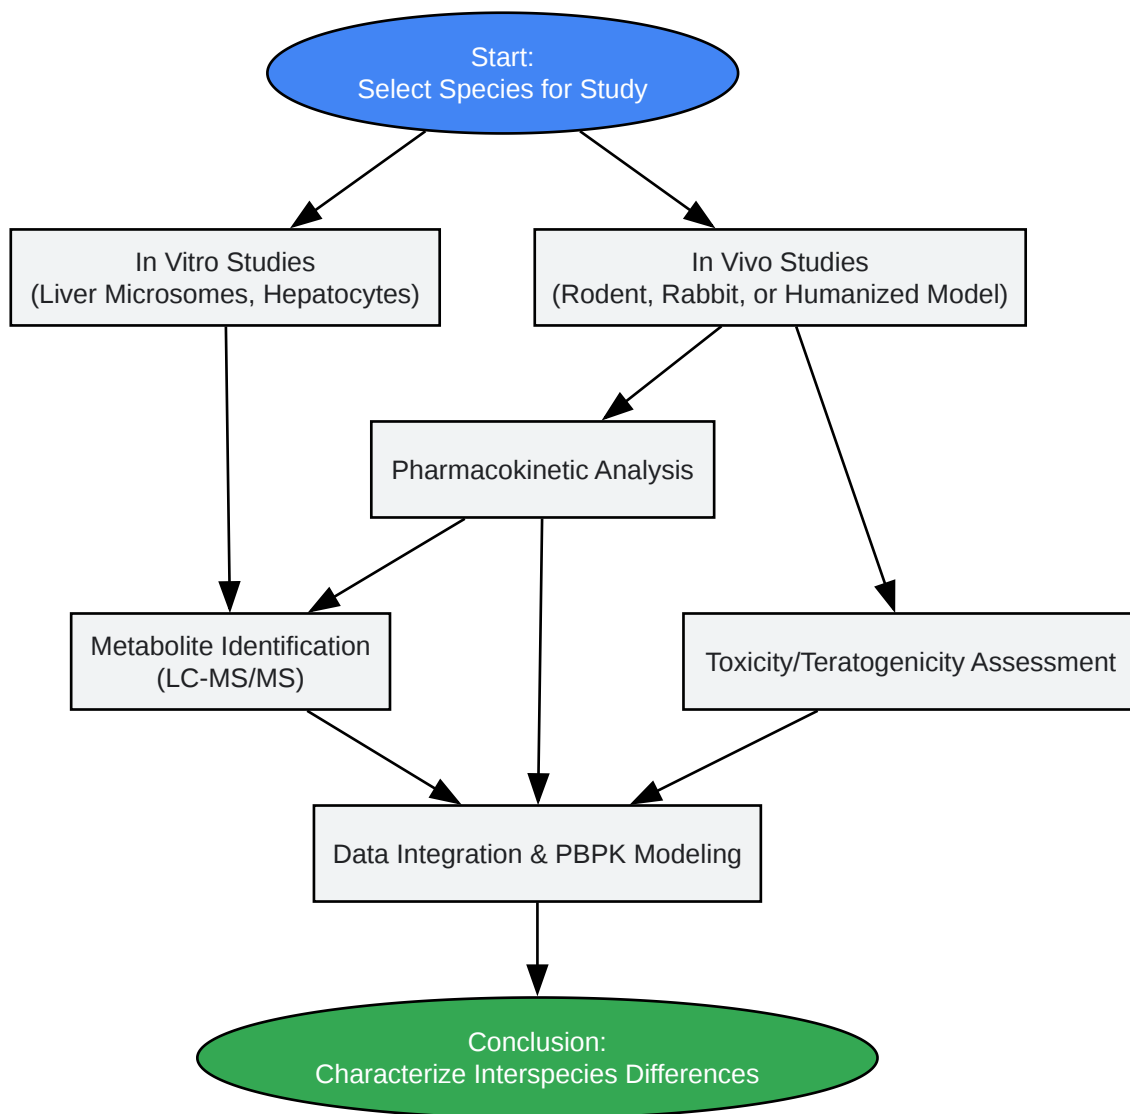 Start:
Select Species for Study
In Vitro Studies
(Liver Microsomes, Hepatocytes)
In Vivo Studies
(Rodent, Rabbit, or Humanized Model)
Pharmacokinetic Analysis
Metabolite Identification
(LC-MS/MS)
Toxicity/Teratogenicity Assessment
Data Integration & PBPK Modeling
Conclusion:
Characterize Interspecies Differences